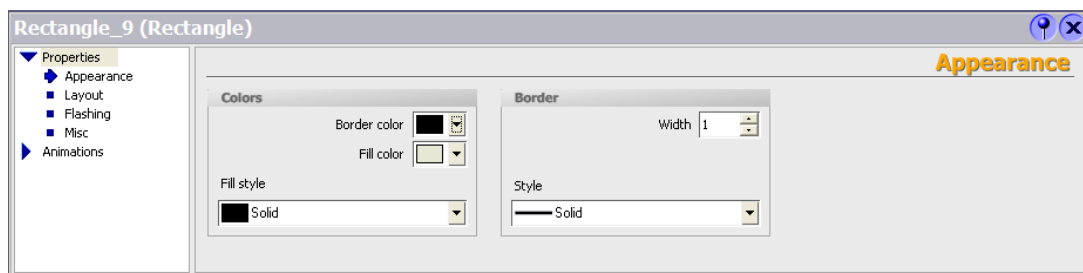 Rectangle_9 (Rectangle)
Properties
Appearance
Layout
Flashing
Misc
Animations
Appearance
Colors
Border color
Fill color
Fill style
Solid
Border
Width 1
Style
Solid